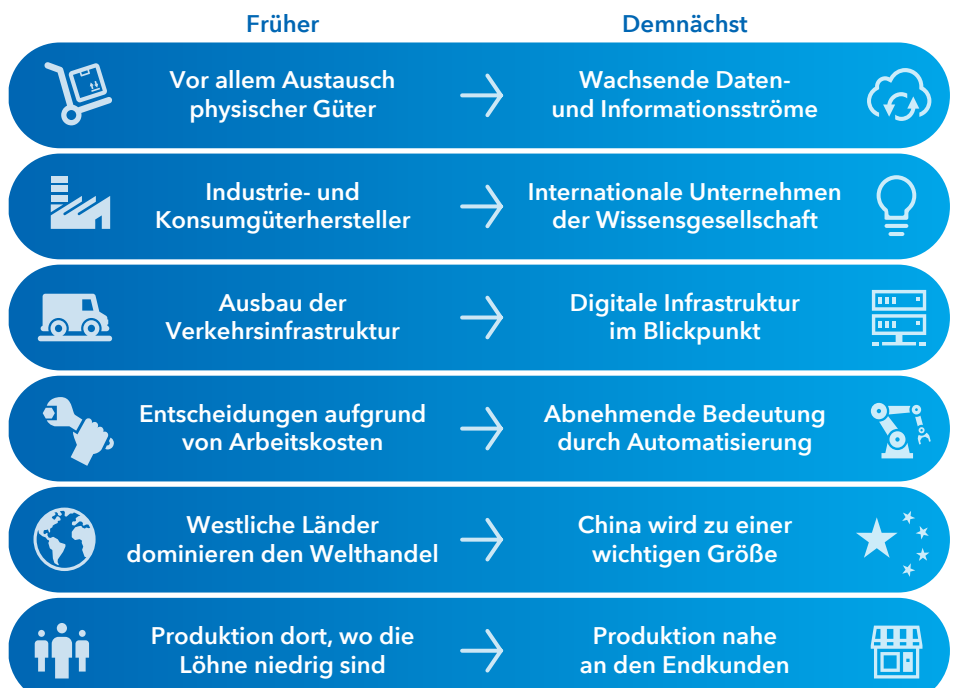 Früher
Demnächst
Vor allem Austausch
physischer Güter
Wachsende Daten-
und Informationsströme
Industrie- und
Konsumgüterhersteller
Internationale Unternehmen
der Wissensgesellschaft
Ausbau der
Verkehrsinfrastruktur
Digitale Infrastruktur
im Blickpunkt
Entscheidungen aufgrund
von Arbeitskosten
Abnehmende Bedeutung
durch Automatisierung
Westliche Länder
dominieren den Welthandel
China wird zu einer
wichtigen Größe
Produktion dort, wo die
Löhne niedrig sind
Produktion nahe
an den Endkunden